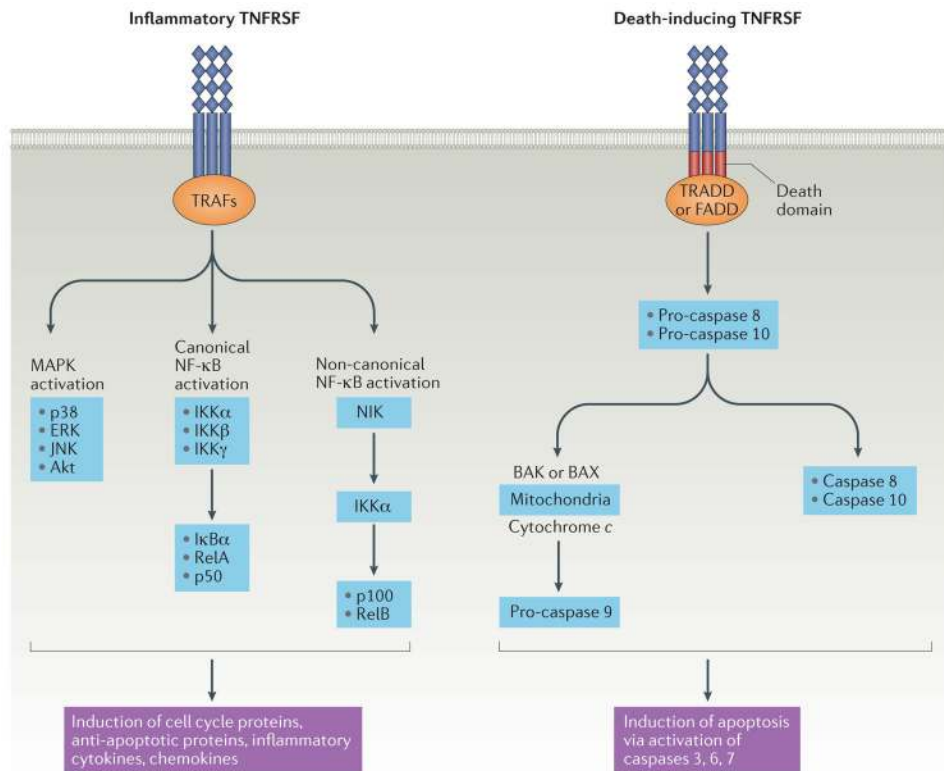 Inflammatory TNFRSF
Death-inducing TNFRSF
TRAFs
TRADD
or FADD
Death
domain
• Pro-caspase 8
• Pro-caspase 10
MAPK
activation
• p38
• ERK
• JNK
• Akt
Canonical
NF-κB
activation
• IKKα
• IKKβ
• IKKγ
• IκBα
• RelA
• p50
Non-canonical
NF-κB activation
NIK
IKKα
• p100
• RelB
BAK or BAX
Mitochondria
Cytochrome c
Pro-caspase 9
• Caspase 8
• Caspase 10
Induction of cell cycle proteins,
anti-apoptotic proteins, inflammatory
cytokines, chemokines
Induction of apoptosis
via activation of
caspases 3, 6, 7